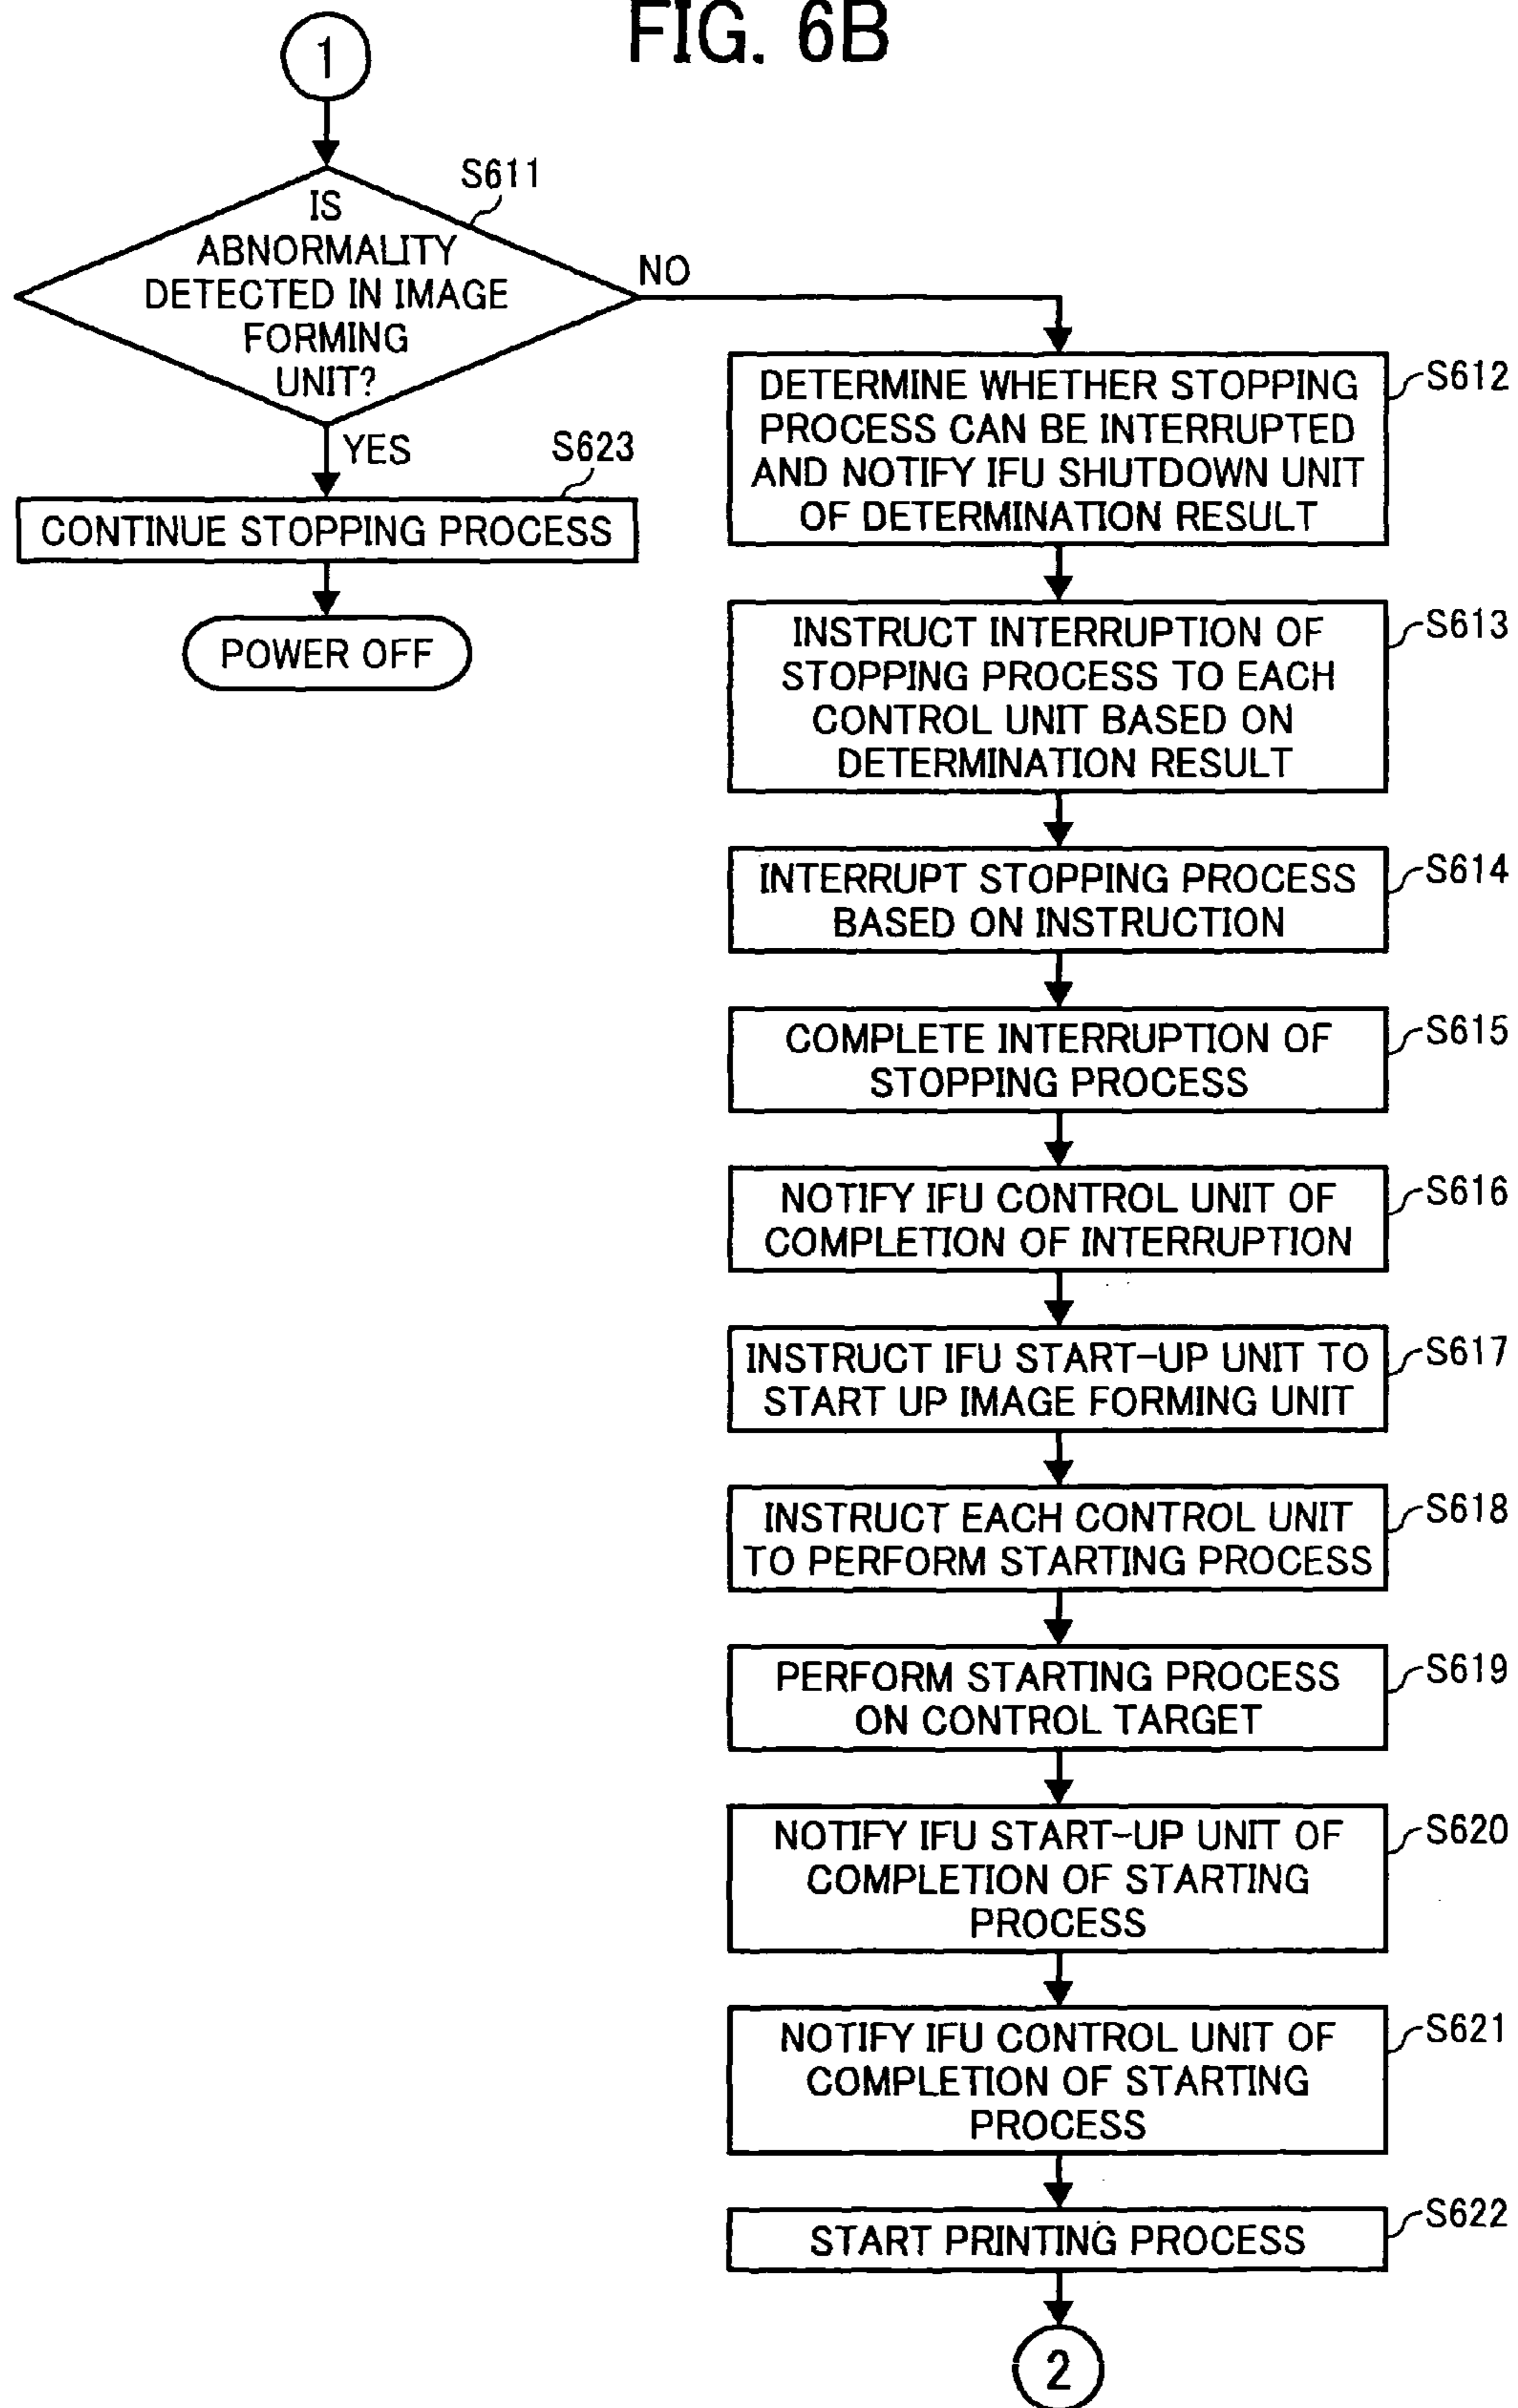 FIG. 6B
1
S611
IS
ABNORMALITY
DETECTED IN IMAGE
FORMING
UNIT?
NO
YES
S623
CONTINUE STOPPING PROCESS
POWER OFF
DETERMINE WHETHER STOPPING
PROCESS CAN BE INTERRUPTED
AND NOTIFY IFU SHUTDOWN UNIT
OF DETERMINATION RESULT
S612
INSTRUCT INTERRUPTION OF
STOPPING PROCESS TO EACH
CONTROL UNIT BASED ON
DETERMINATION RESULT
S613
INTERRUPT STOPPING PROCESS
BASED ON INSTRUCTION
S614
COMPLETE INTERRUPTION OF
STOPPING PROCESS
S615
NOTIFY IFU CONTROL UNIT OF
COMPLETION OF INTERRUPTION
S616
INSTRUCT IFU START-UP UNIT TO
START UP IMAGE FORMING UNIT
S617
INSTRUCT EACH CONTROL UNIT
TO PERFORM STARTING PROCESS
S618
PERFORM STARTING PROCESS
ON CONTROL TARGET
S619
NOTIFY IFU START-UP UNIT OF
COMPLETION OF STARTING
PROCESS
S620
NOTIFY IFU CONTROL UNIT OF
COMPLETION OF STARTING
PROCESS
S621
START PRINTING PROCESS
S622
2